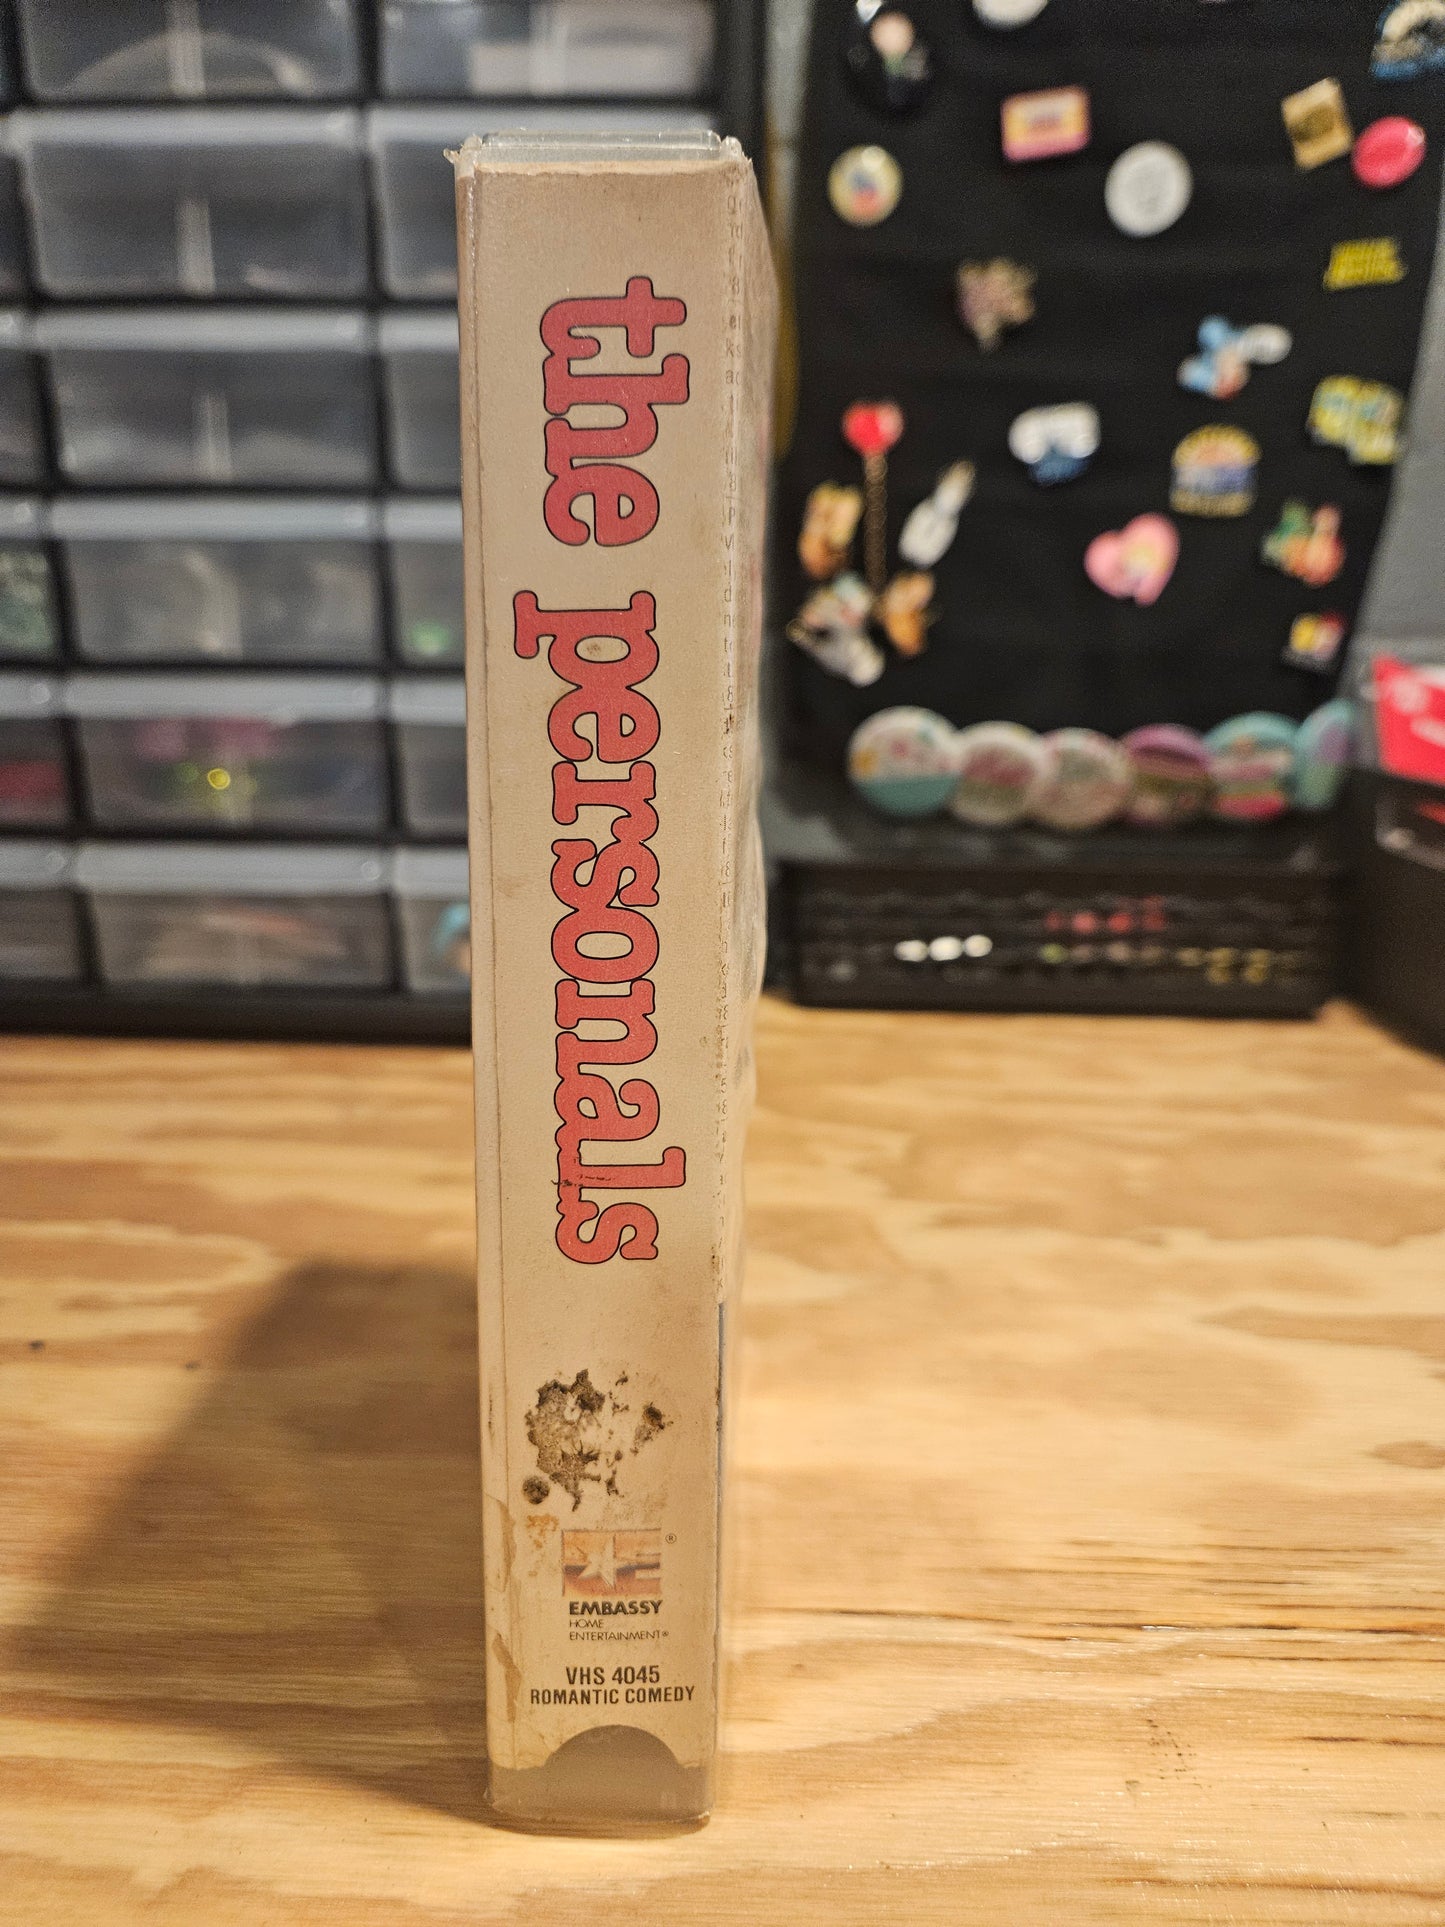 the personals
®
EMBASSY
HOME
ENTERTAINMENT®
VHS 4045
ROMANTIC COMEDY